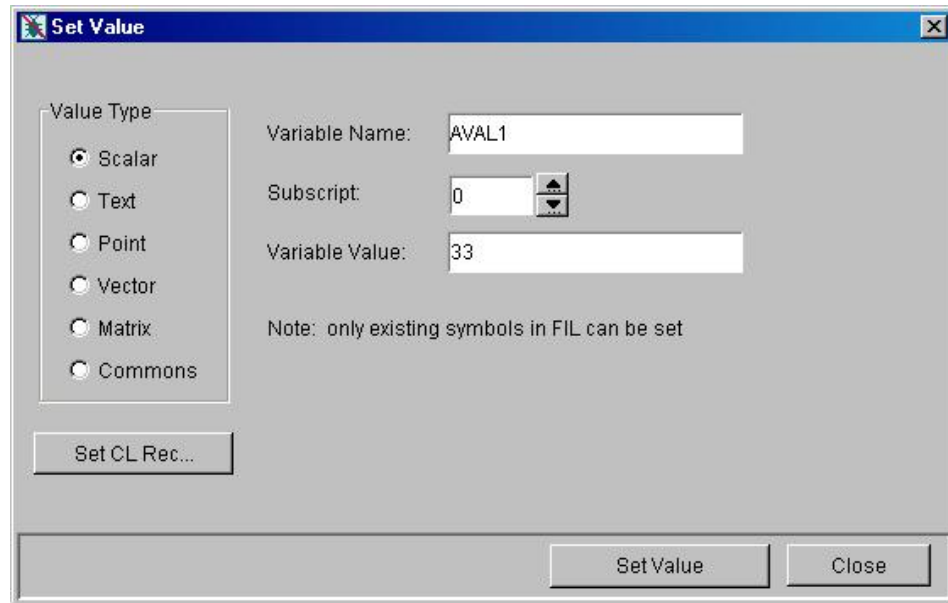 Set Value
Value Type
Scalar
Text
Point
Vector
Matrix
Commons
Set CL Rec...
Variable Name: AVAL1
Subscript: 0
Variable Value: 33
Note: only existing symbols in FIL can be set
Set Value
Close